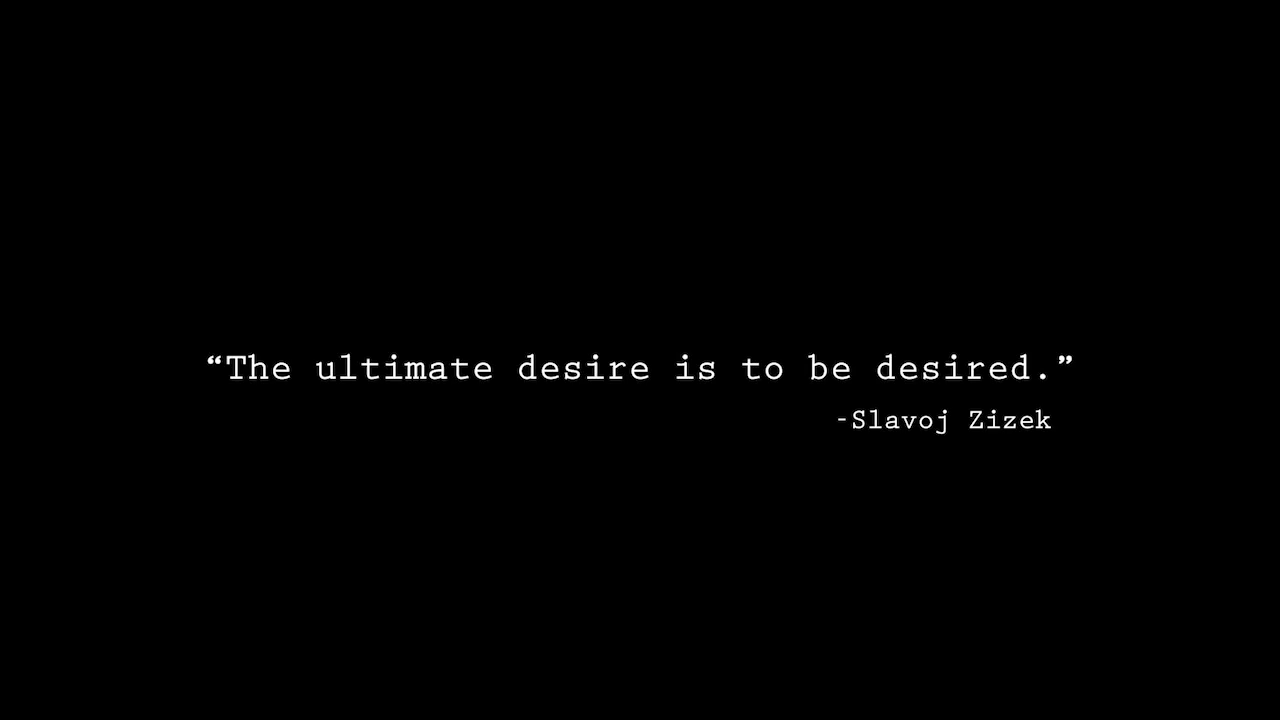 “The ultimate desire is to be desired.”
-Slavoj Zizek